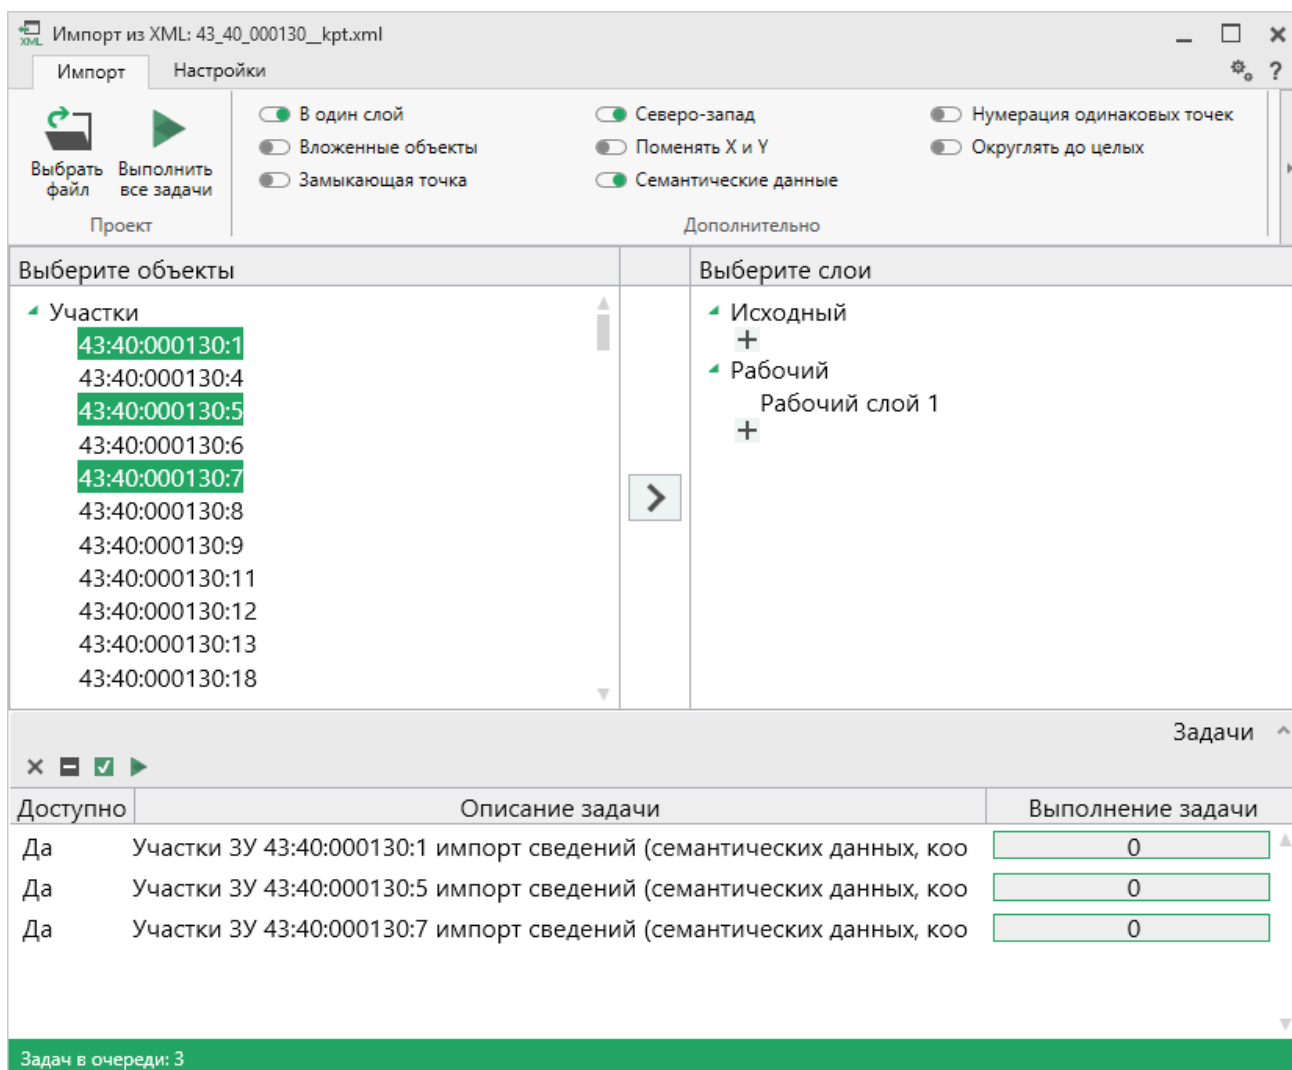 XML Импорт из XML: 43_40_000130__kpt.xml
Импорт Настройки ?
Выбрать файл
Выполнить все задачи
Проект
В один слой
Вложенные объекты
Замыкающая точка
Северо-запад
Поменять X и Y
Семантические данные
Нумерация одинаковых точек
Округлять до целых
Дополнительно
Выберите объекты
Участки
43:40:000130:1
43:40:000130:4
43:40:000130:5
43:40:000130:6
43:40:000130:7
43:40:000130:8
43:40:000130:9
43:40:000130:11
43:40:000130:12
43:40:000130:13
43:40:000130:18
Выберите слои
Исходный
+
Рабочий
Рабочий слой 1
+
Задачи
Доступно Описание задачи Выполнение задачи
Да Участки ЗУ 43:40:000130:1 импорт сведений (семантических данных, коо 0
Да Участки ЗУ 43:40:000130:5 импорт сведений (семантических данных, коо 0
Да Участки ЗУ 43:40:000130:7 импорт сведений (семантических данных, коо 0
Задач в очереди: 3